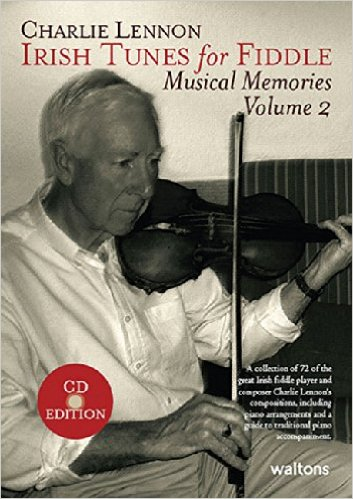 CHARLIE LENNON
IRISH TUNES for FIDDLE
Musical Memories
Volume 2
A collection of 72 of the
great Irish fiddle player and
composer Charlie Lennon's
compositions, including
piano arrangements and a
guide to traditional piano
accompaniment.
CD
EDITION
waltons